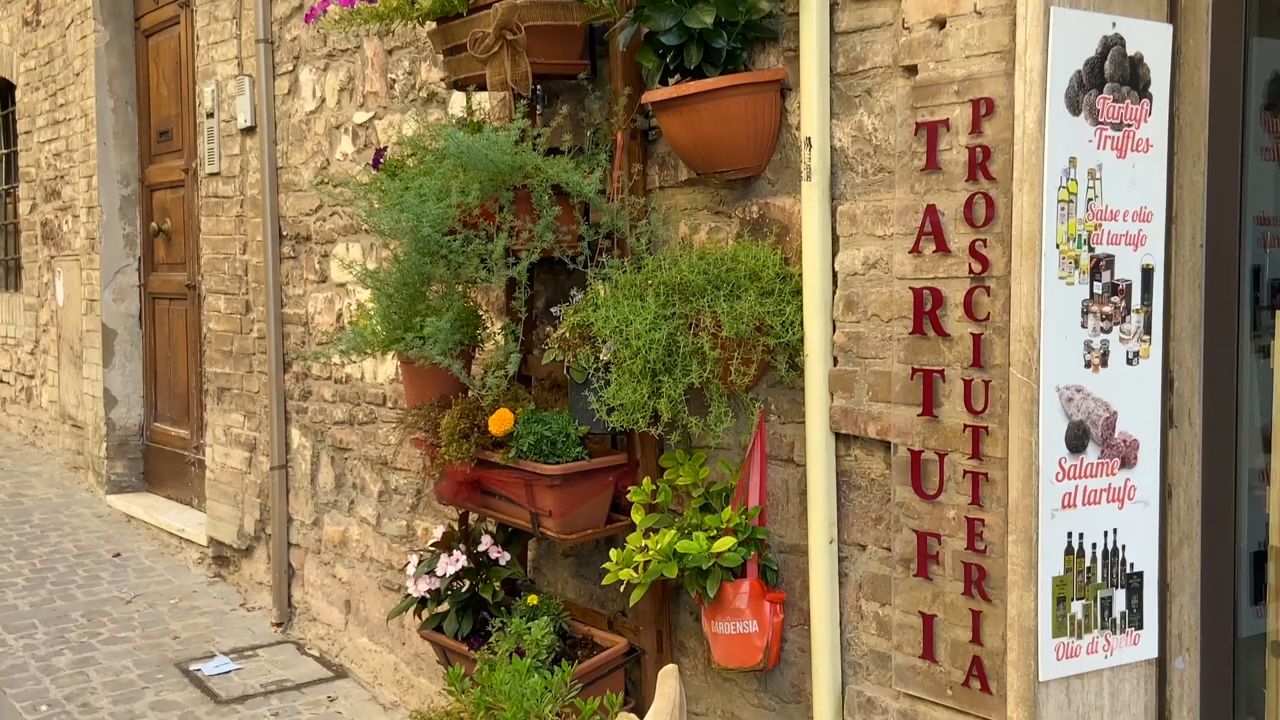 TARTUFI
PROSCIUTTERIA
Tartufi
-Truffles-
Salse e olio
al tartufo
Salame
al tartufo
Olio di Spello
GARDENSIA